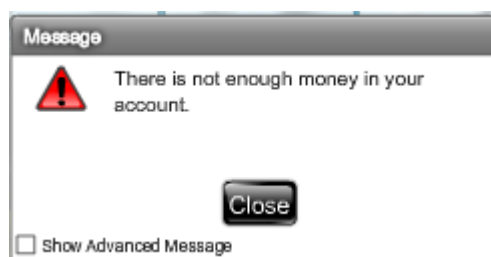 Message
There is not enough money in your
account.
Close
Show Advanced Message